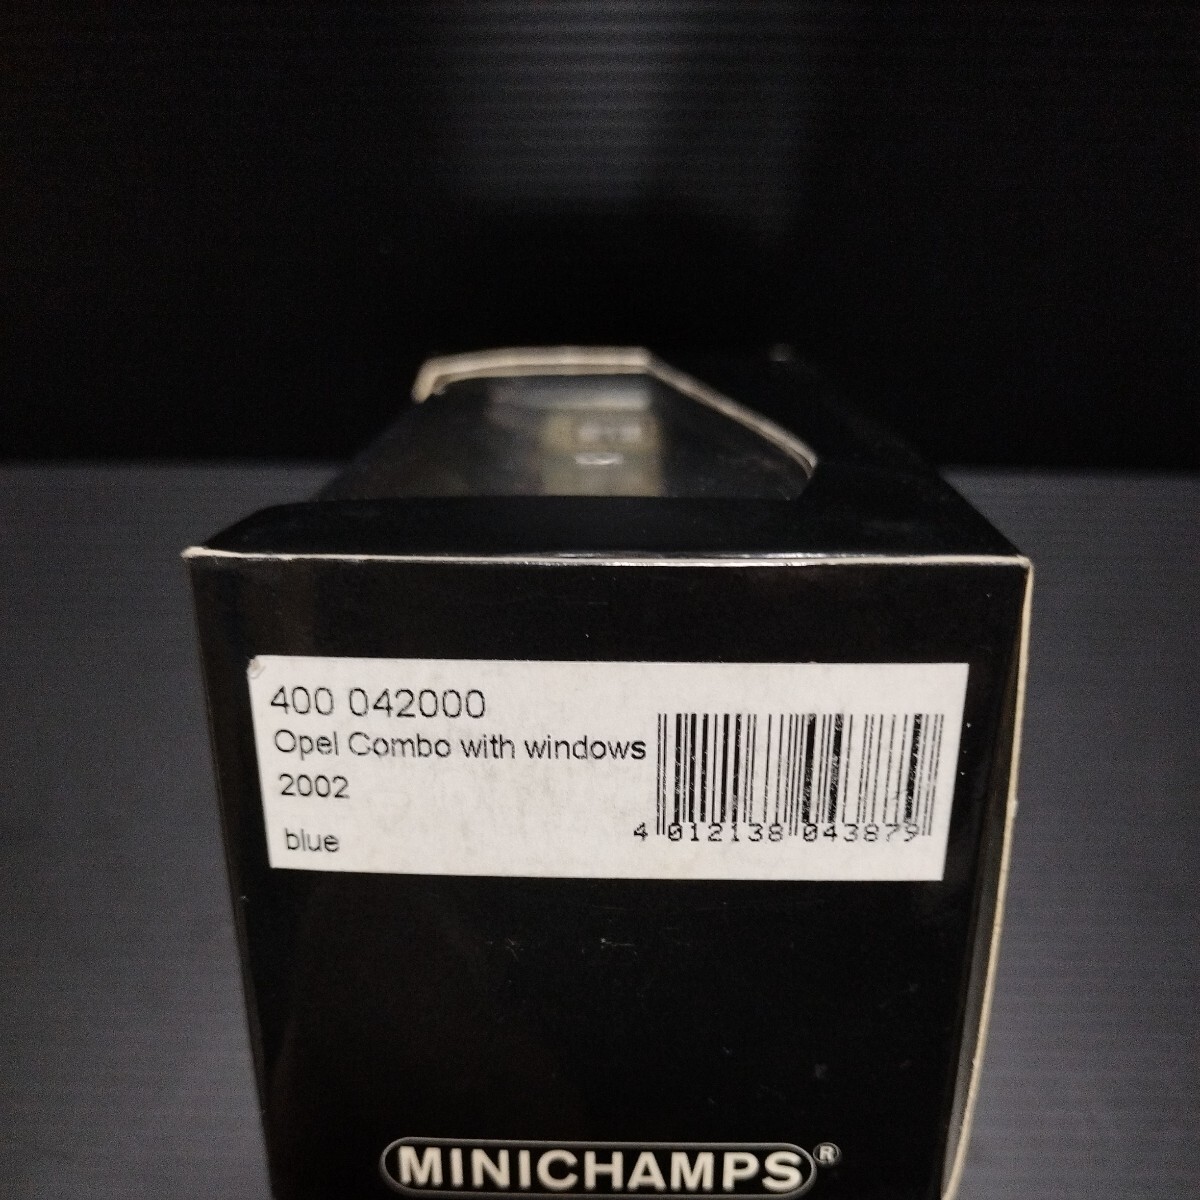 400 042000
Opel Combo with windows
2002
blue
4 012138 043879
MINICHAMPS®